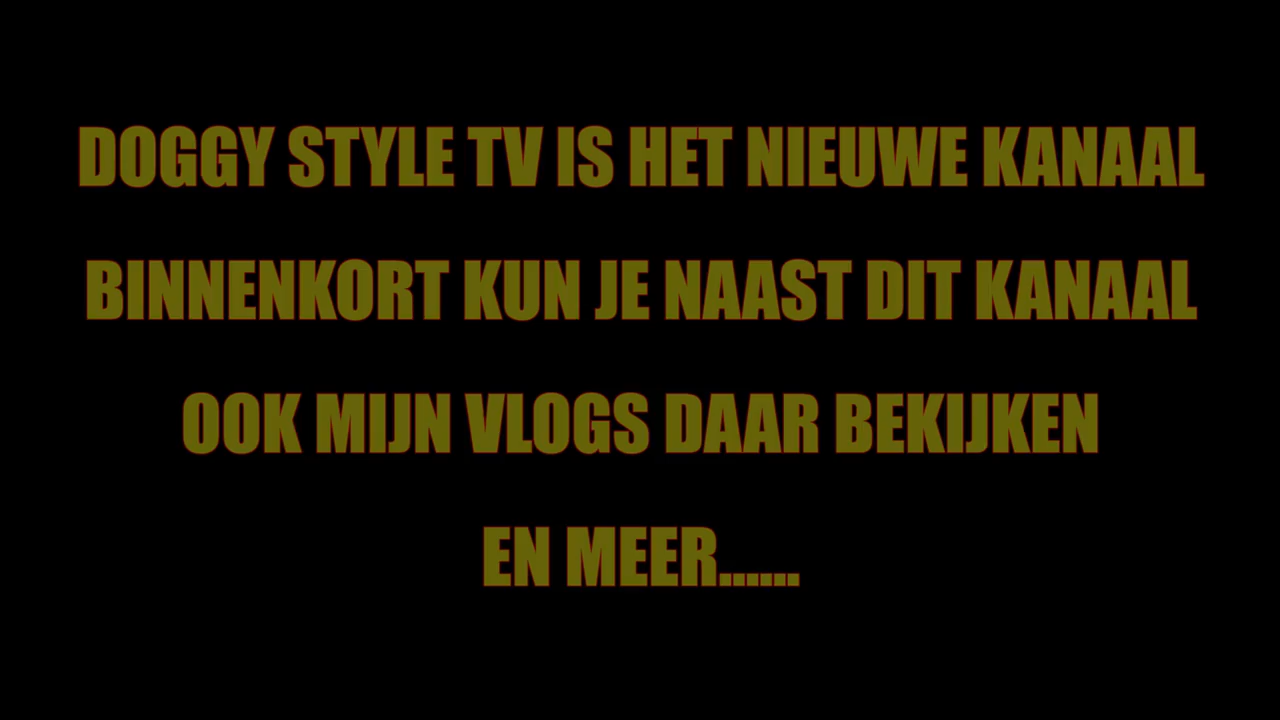 DOGGY STYLE TV IS HET NIEUWE KANAAL
BINNENKORT KUN JE NAAST DIT KANAAL
OOK MIJN VLOGS DAAR BEKIJKEN
EN MEER......